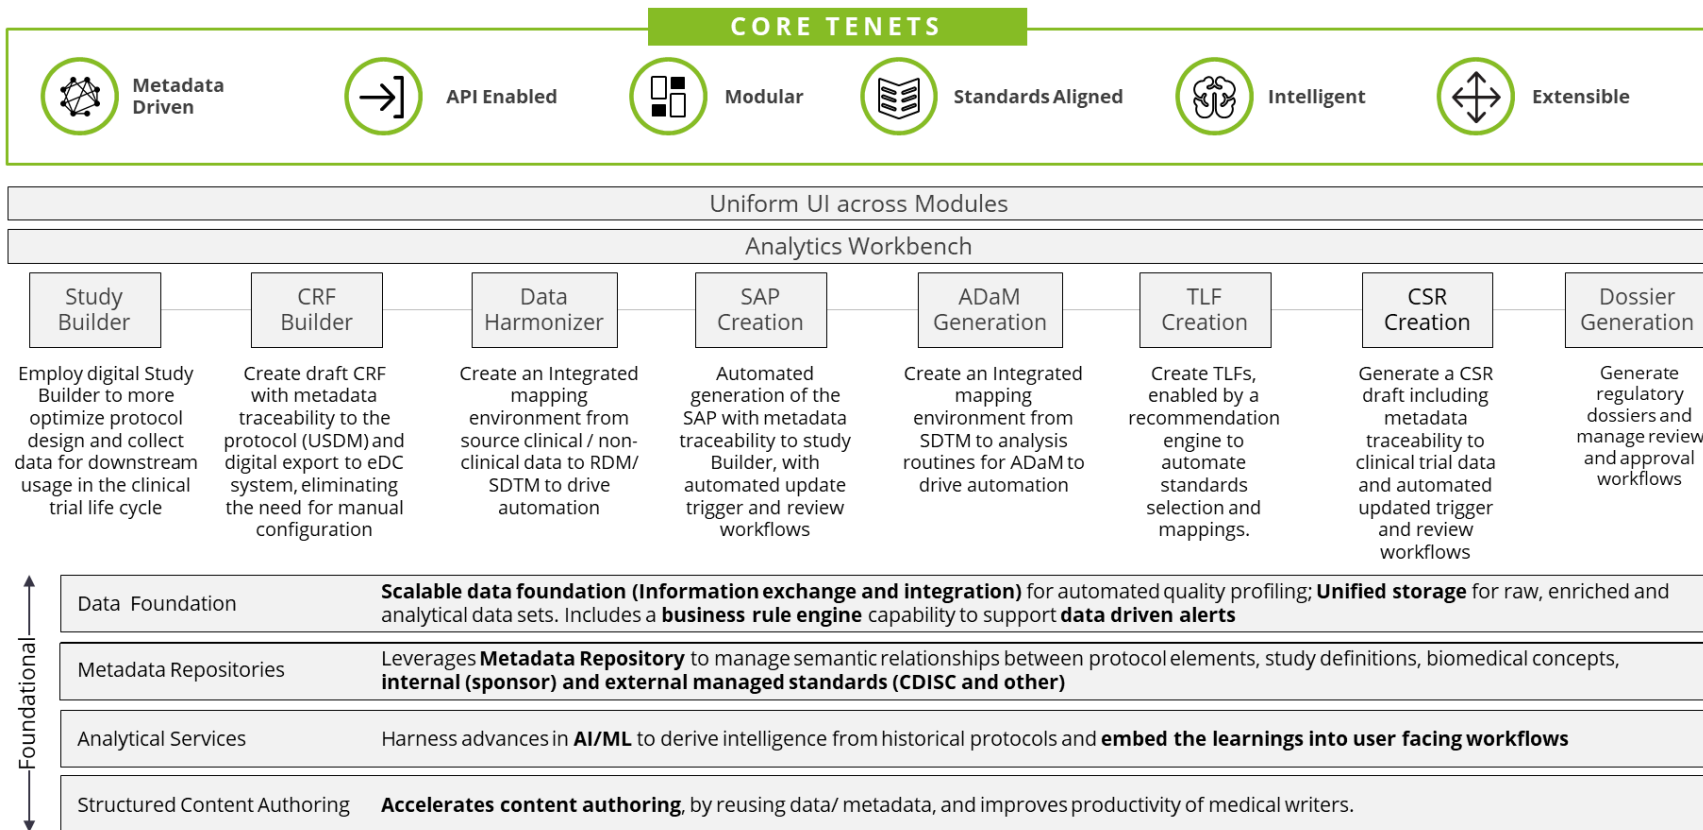 CORE TENETS
Metadata
Driven
API Enabled
Modular
Standards Aligned
Intelligent
Extensible
Uniform UI across Modules
Analytics Workbench
Study
Builder
CRF
Builder
Data
Harmonizer
SAP
Creation
ADaM
Generation
TLF
Creation
CSR
Creation
Dossier
Generation
Employ digital Study
Builder to more
optimize protocol
design and collect
data for downstream
usage in the clinical
trial life cycle
Create draft CRF
with metadata
traceability to the
protocol (USDM) and
digital export to eDC
system, eliminating
the need for manual
configuration
Create an Integrated
mapping
environment from
source clinical / non-
clinical data to RDM/
SDTM to drive
automation
Automated
generation of the
SAP with metadata
traceability to study
Builder, with
automated update
trigger and review
workflows
Create an Integrated
mapping
environment from
SDTM to analysis
routines for ADaM to
drive automation
Create TLFs,
enabled by a
recommendation
engine to
automate
standards
selection and
mappings.
Generate a CSR
draft including
metadata
traceability to
clinical trial data
and automated
updated trigger
and review
workflows
Generate
regulatory
dossiers and
manage review
and approval
workflows
Foundational
Data Foundation
Scalable data foundation (Information exchange and integration) for automated quality profiling; Unified storage for raw, enriched and
analytical data sets. Includes a business rule engine capability to support data driven alerts
Metadata Repositories
Leverages Metadata Repository to manage semantic relationships between protocol elements, study definitions, biomedical concepts,
internal (sponsor) and external managed standards (CDISC and other)
Analytical Services
Harness advances in AI/ML to derive intelligence from historical protocols and embed the learnings into user facing workflows
Structured Content Authoring
Accelerates content authoring, by reusing data/ metadata, and improves productivity of medical writers.